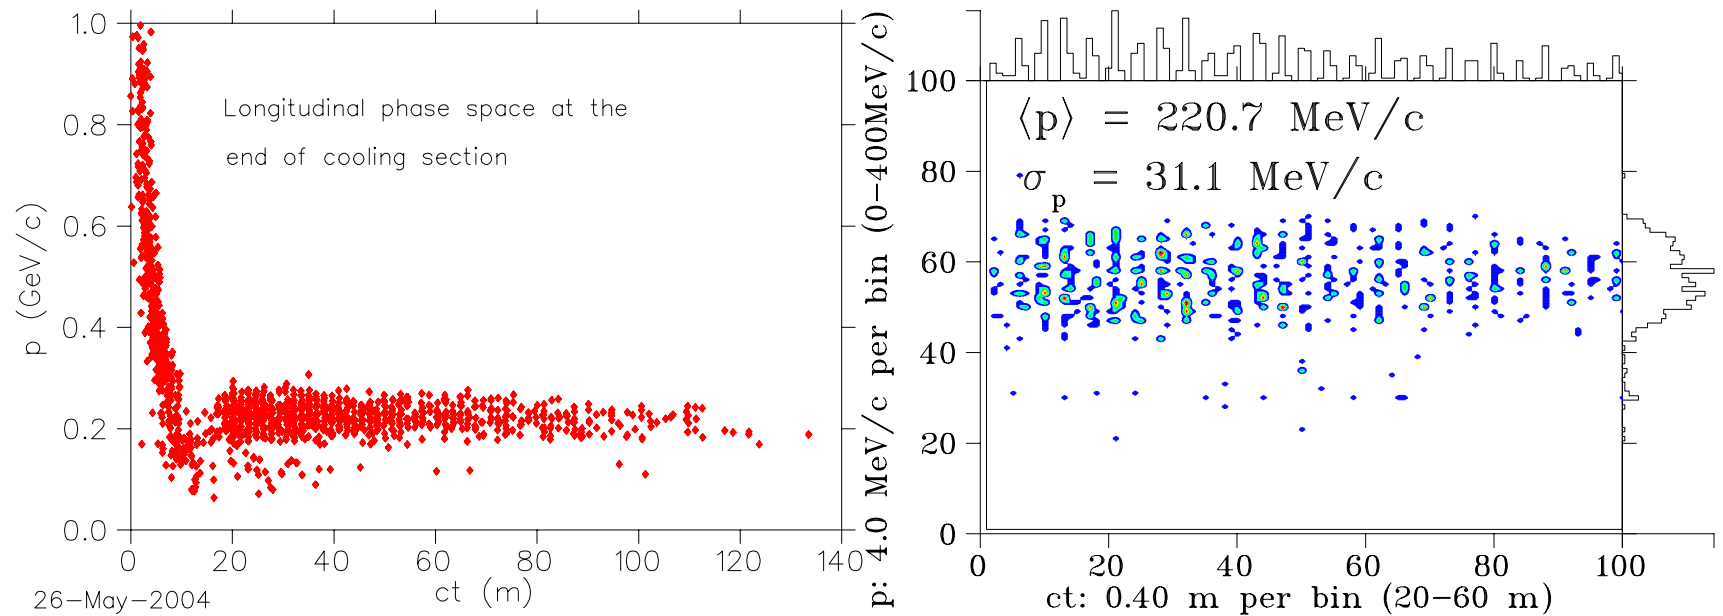 1.0
0.8
0.6
0.4
0.2
0.0
p (GeV/c)
Longitudinal phase space at the
end of cooling section
0 20 40 60 80 100 120 140
ct (m)
26-May-2004
p: 4.0 MeV/c per bin (0-400MeV/c)
100
80
60
40
20
0
⟨p⟩ = 220.7 MeV/c
σp = 31.1 MeV/c
0 20 40 60 80 100
ct: 0.40 m per bin (20-60 m)